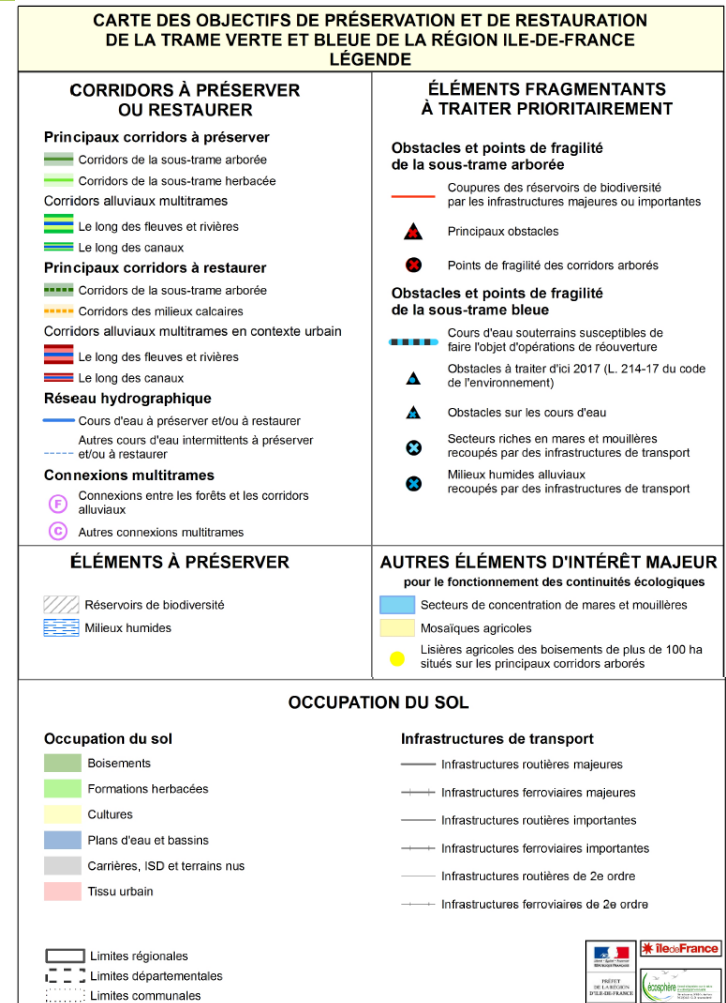 CARTE DES OBJECTIFS DE PRÉSERVATION ET DE RESTAURATION
DE LA TRAME VERTE ET BLEUE DE LA RÉGION ILE-DE-FRANCE
LÉGENDE
CORRIDORS À PRÉSERVER
OU RESTAURER
Principaux corridors à préserver
Corridors de la sous-trame arborée
Corridors de la sous-trame herbacée
Corridors alluviaux multitrames
Le long des fleuves et rivières
Le long des canaux
Principaux corridors à restaurer
Corridors de la sous-trame arborée
Corridors des milieux calcaires
Corridors alluviaux multitrames en contexte urbain
Le long des fleuves et rivières
Le long des canaux
Réseau hydrographique
Cours d'eau à préserver et/ou à restaurer
Autres cours d'eau intermittents à préserver
et/ou à restaurer
Connexions multitrames
F
Connexions entre les forêts et les corridors
alluviaux
C
Autres connexions multitrames
ÉLÉMENTS FRAGMENTANTS
À TRAITER PRIORITAIREMENT
Obstacles et points de fragilité
de la sous-trame arborée
Coupures des réservoirs de biodiversité
par les infrastructures majeures ou importantes
Principaux obstacles
Points de fragilité des corridors arborés
Obstacles et points de fragilité
de la sous-trame bleue
Cours d'eau souterrains susceptibles de
faire l'objet d'opérations de réouverture
Obstacles à traiter d'ici 2017 (L. 214-17 du code
de l'environnement)
Obstacles sur les cours d'eau
Secteurs riches en mares et mouillères
recoupés par des infrastructures de transport
Milieux humides alluviaux
recoupés par des infrastructures de transport
ÉLÉMENTS À PRÉSERVER
Réservoirs de biodiversité
Milieux humides
AUTRES ÉLÉMENTS D'INTÉRÊT MAJEUR
pour le fonctionnement des continuités écologiques
Secteurs de concentration de mares et mouillères
Mosaïques agricoles
Lisières agricoles des boisements de plus de 100 ha
situés sur les principaux corridors arborés
OCCUPATION DU SOL
Occupation du sol
Boisements
Formations herbacées
Cultures
Plans d'eau et bassins
Carrières, ISD et terrains nus
Tissu urbain
Infrastructures de transport
Infrastructures routières majeures
Infrastructures ferroviaires majeures
Infrastructures routières importantes
Infrastructures ferroviaires importantes
Infrastructures routières de 2e ordre
Infrastructures ferroviaires de 2e ordre
Limites régionales
Limites départementales
Limites communales
PRÉFET
DE LA RÉGION
D'ILE-DE-FRANCE
îledeFrance
écosphère